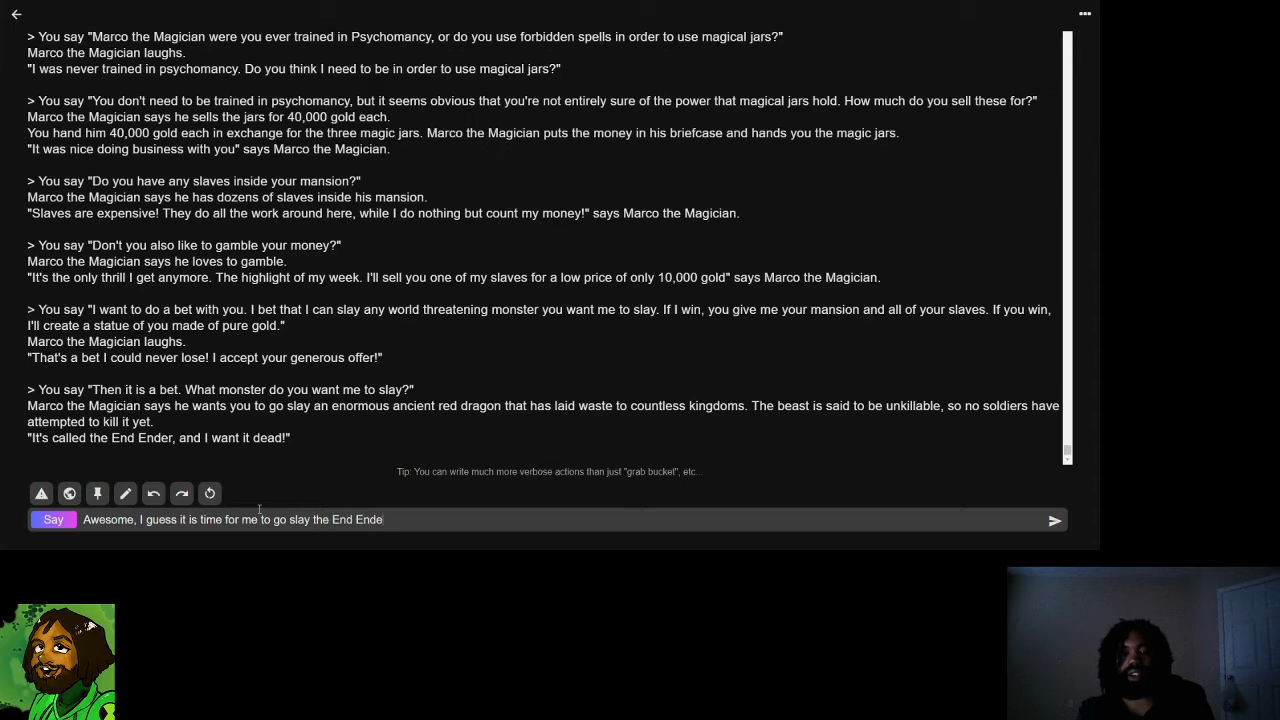 > You say "Marco the Magician were you ever trained in Psychomancy, or do you use forbidden spells in order to use magical jars?"
Marco the Magician laughs.
"I was never trained in psychomancy. Do you think I need to be in order to use magical jars?"
> You say "You don't need to be trained in psychomancy, but it seems obvious that you're not entirely sure of the power that magical jars hold. How much do you sell these for?"
Marco the Magician says he sells the jars for 40,000 gold each.
You hand him 40,000 gold each in exchange for the three magic jars. Marco the Magician puts the money in his briefcase and hands you the magic jars.
"It was nice doing business with you" says Marco the Magician.
> You say "Do you have any slaves inside your mansion?"
Marco the Magician says he has dozens of slaves inside his mansion.
"Slaves are expensive! They do all the work around here, while I do nothing but count my money!" says Marco the Magician.
> You say "Don't you also like to gamble your money?"
Marco the Magician says he loves to gamble.
"It's the only thrill I get anymore. The highlight of my week. I'll sell you one of my slaves for a low price of only 10,000 gold" says Marco the Magician.
> You say "I want to do a bet with you. I bet that I can slay any world threatening monster you want me to slay. If I win, you give me your mansion and all of your slaves. If you win,
I'll create a statue of you made of pure gold."
Marco the Magician laughs.
"That's a bet I could never lose! I accept your generous offer!"
> You say "Then it is a bet. What monster do you want me to slay?"
Marco the Magician says he wants you to go slay an enormous ancient red dragon that has laid waste to countless kingdoms. The beast is said to be unkillable, so no soldiers have
attempted to kill it yet.
"It's called the End Ender, and I want it dead!"
Tip: You can write much more verbose actions than just "grab bucket", etc...
Say Awesome, I guess it is time for me to go slay the End Ende